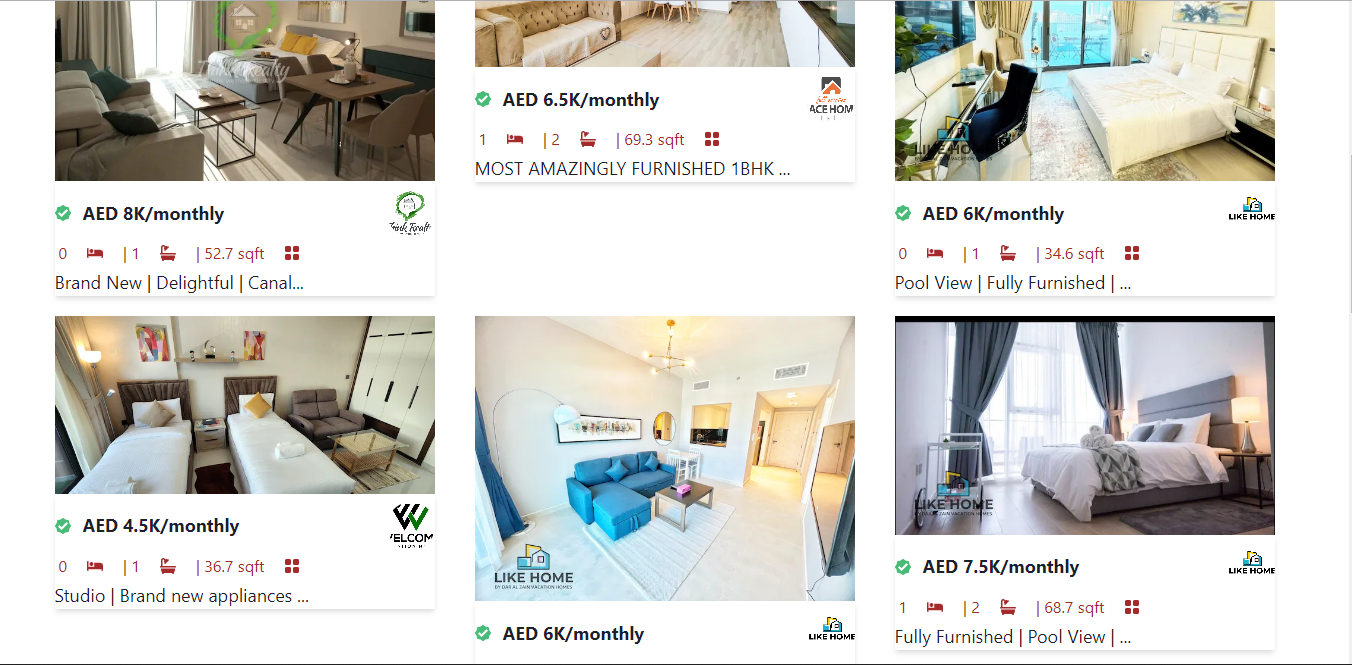 AED 6.5K/monthly
ACE HOM
1 | 2 | 69.3 sqft
MOST AMAZINGLY FURNISHED 1BHK ...
LIKE HOME
AED 8K/monthly
0 | 1 | 52.7 sqft
Brand New | Delightful | Canal...
AED 6K/monthly
LIKE HOME
0 | 1 | 34.6 sqft
Pool View | Fully Furnished | ...
AED 4.5K/monthly
ELCOM
0 | 1 | 36.7 sqft
Studio | Brand new appliances ...
LIKE HOME
BY DAR AL ZAIN VACATION HOMES
AED 6K/monthly
LIKE HOME
LIKE HOME
BY DAR AL ZAIN VACATION HOMES
AED 7.5K/monthly
LIKE HOME
1 | 2 | 68.7 sqft
Fully Furnished | Pool View | ...